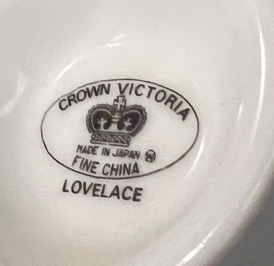 CROWN VICTORIA
MADE IN JAPAN
FINE CHINA
LOVELACE